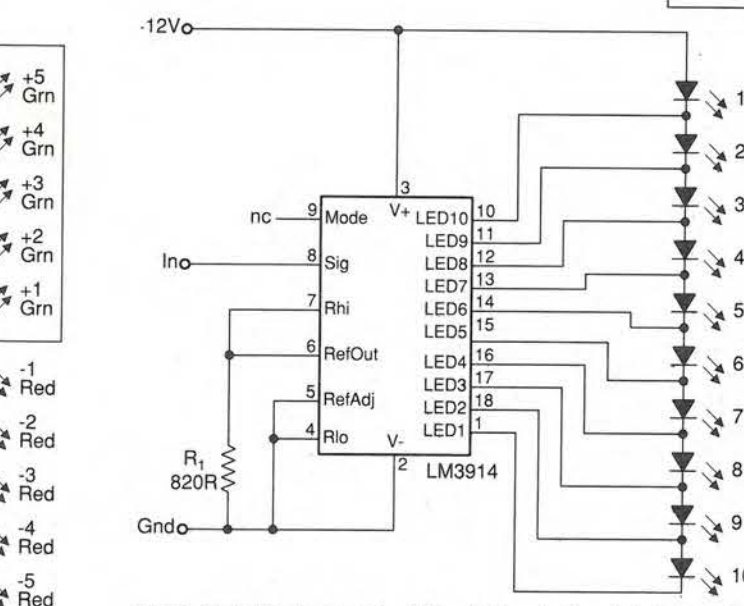 -12V
+5
Grn
+4
Grn
+3
Grn
+2
Grn
+1
Grn
-1
Red
-2
Red
-3
Red
-4
Red
-5
Red
nc
In
Gnd
R1
820R
9 Mode
8 Sig
7 Rhi
6 RefOut
5 RefAdj
4 Rlo
3
V+
V-
2
LM3914
LED10 10
LED9 11
LED8 12
LED7 13
LED6 14
LED5 15
LED4 16
LED3 17
LED2 18
LED1 1
1
2
3
4
5
6
7
8
9